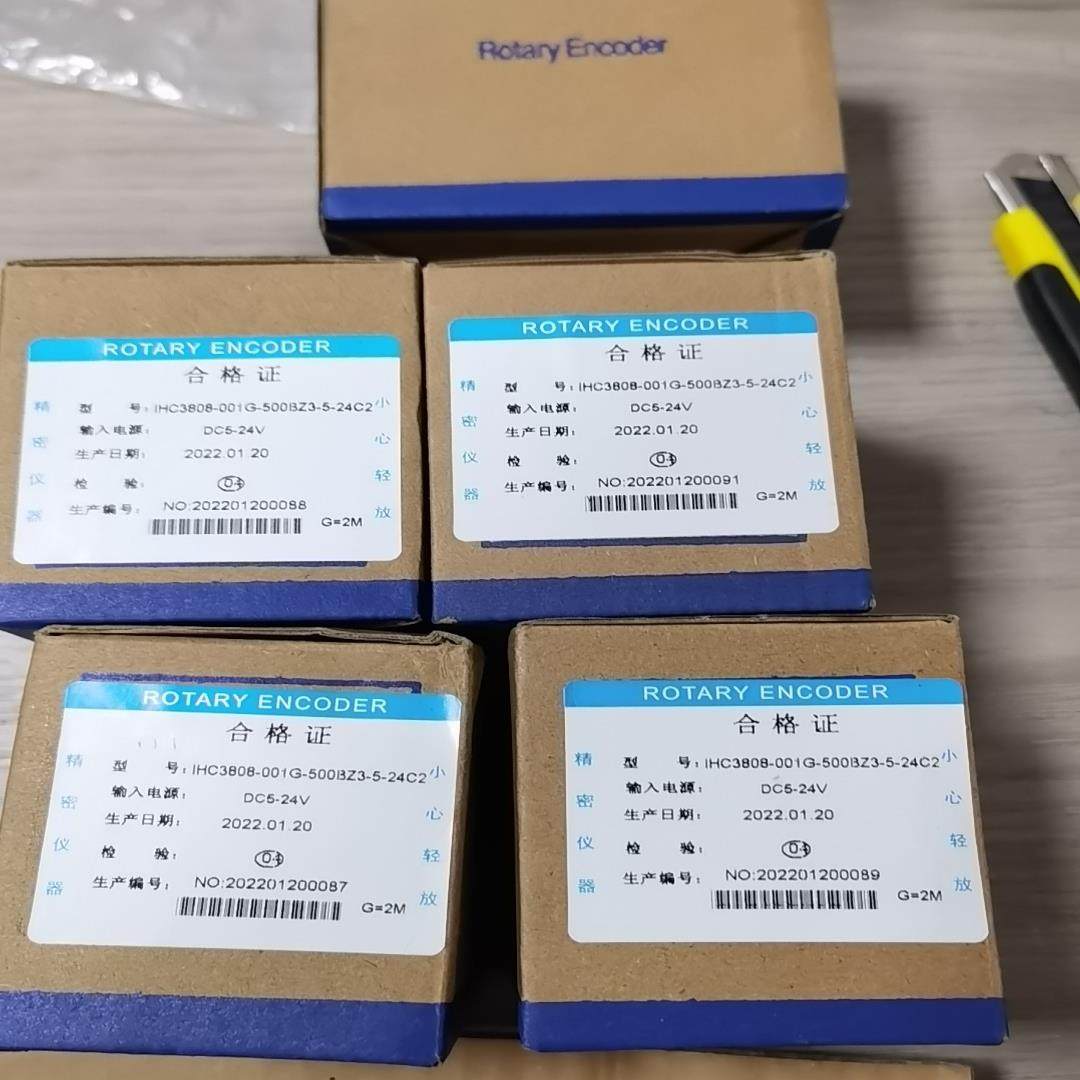 Rotary Encoder
ROTARY ENCODER
合格证
型 号: IHC3808-001G-500BZ3-5-24C2
输入电源: DC5-24V
生产日期: 2022.01.20
检 验:
生产编号: NO:202201200088
G=2M
精密仪器
小心轻放
ROTARY ENCODER
合格证
型 号: IHC3808-001G-500BZ3-5-24C2
输入电源: DC5-24V
生产日期: 2022.01.20
检 验:
生产编号: NO:202201200091
G=2M
精密仪器
小心轻放
ROTARY ENCODER
合格证
型 号: IHC3808-001G-500BZ3-5-24C2
输入电源: DC5-24V
生产日期: 2022.01.20
检 验:
生产编号: NO:202201200087
G=2M
精密仪器
小心轻放
ROTARY ENCODER
合格证
型 号: IHC3808-001G-500BZ3-5-24C2
输入电源: DC5-24V
生产日期: 2022.01.20
检 验:
生产编号: NO:202201200089
G=2M
精密仪器
小心轻放